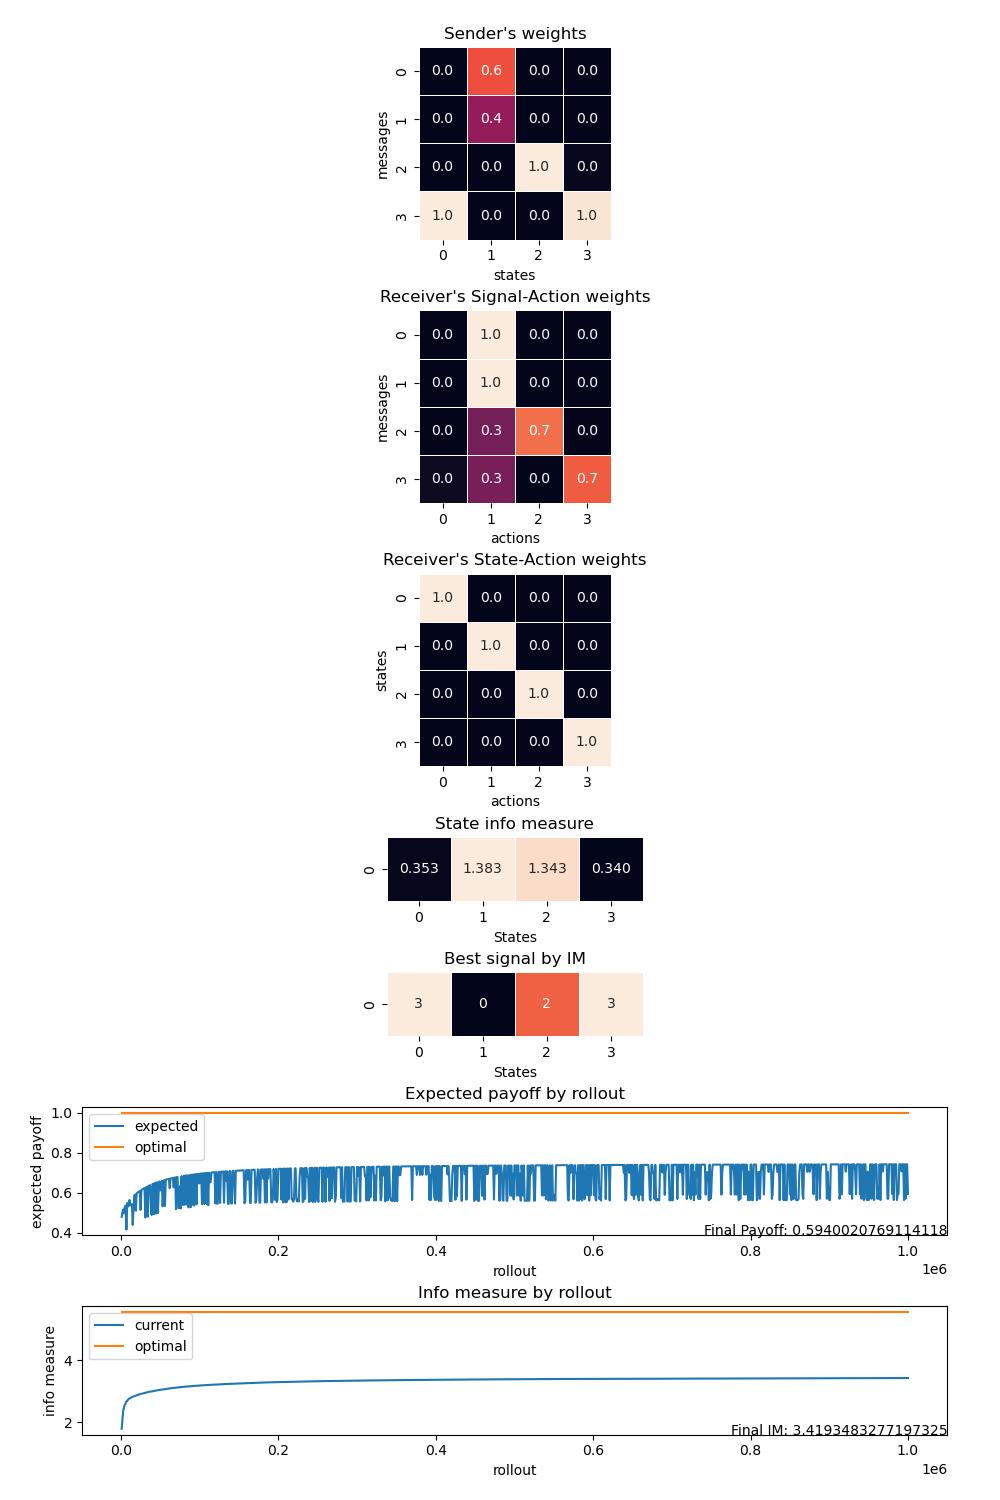 Sender's weights
0 0.0 0.6 0.0 0.0
1 0.0 0.4 0.0 0.0
2 0.0 0.0 1.0 0.0
3 1.0 0.0 0.0 1.0
messages
0 1 2 3
states
Receiver's Signal-Action weights
0 0.0 1.0 0.0 0.0
1 0.0 1.0 0.0 0.0
2 0.0 0.3 0.7 0.0
3 0.0 0.3 0.0 0.7
messages
0 1 2 3
actions
Receiver's State-Action weights
0 1.0 0.0 0.0 0.0
1 0.0 1.0 0.0 0.0
2 0.0 0.0 1.0 0.0
3 0.0 0.0 0.0 1.0
states
0 1 2 3
actions
State info measure
0 0.353 1.383 1.343 0.340
0 1 2 3
States
Best signal by IM
0 3 0 2 3
0 1 2 3
States
Expected payoff by rollout
expected payoff
1.0
0.8
0.6
0.4
expected
optimal
Final Payoff: 0.5940020769114118
0.0 0.2 0.4 0.6 0.8 1.0
1e6
rollout
Info measure by rollout
info measure
4
2
current
optimal
Final IM: 3.4193483277197325
0.0 0.2 0.4 0.6 0.8 1.0
1e6
rollout